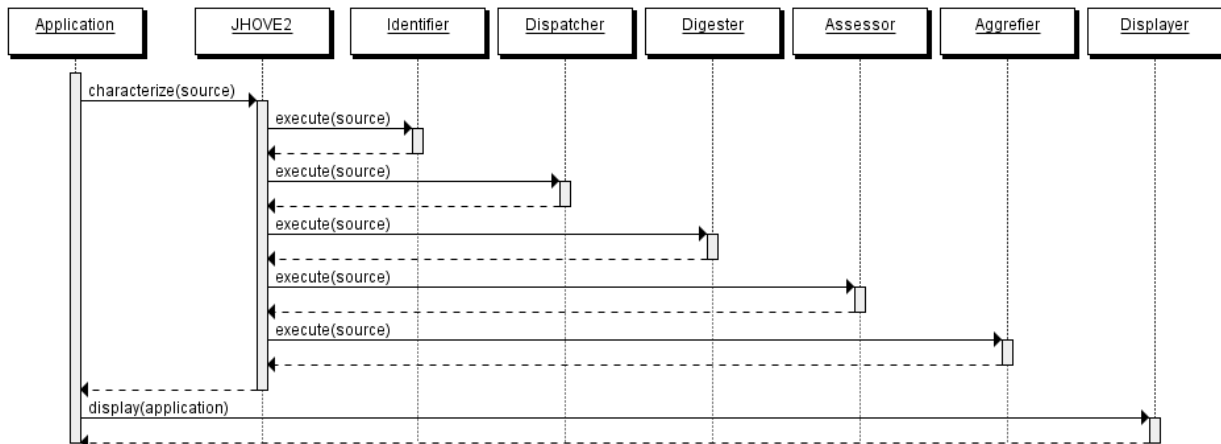 Application JHOVE2 Identifier Dispatcher Digester Assessor Aggrefier Displayer
characterize(source)
execute(source)
execute(source)
execute(source)
execute(source)
execute(source)
display(application)